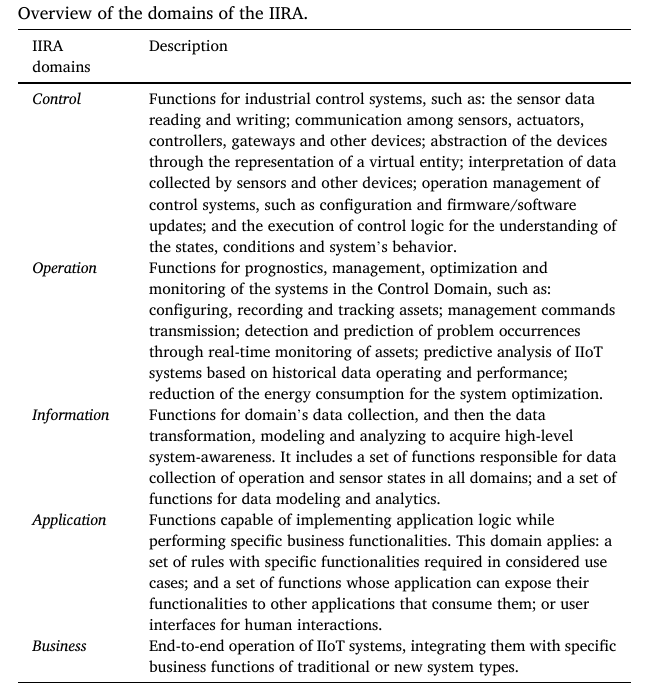 Overview of the domains of the IIRA.
IIRA domains
Description
Control
Functions for industrial control systems, such as: the sensor data
reading and writing; communication among sensors, actuators,
controllers, gateways and other devices; abstraction of the devices
through the representation of a virtual entity; interpretation of data
collected by sensors and other devices; operation management of
control systems, such as configuration and firmware/software
updates; and the execution of control logic for the understanding of
the states, conditions and system's behavior.
Operation
Functions for prognostics, management, optimization and
monitoring of the systems in the Control Domain, such as:
configuring, recording and tracking assets; management commands
transmission; detection and prediction of problem occurrences
through real-time monitoring of assets; predictive analysis of IIoT
systems based on historical data operating and performance;
reduction of the energy consumption for the system optimization.
Information
Functions for domain's data collection, and then the data
transformation, modeling and analyzing to acquire high-level
system-awareness. It includes a set of functions responsible for data
collection of operation and sensor states in all domains; and a set of
functions for data modeling and analytics.
Application
Functions capable of implementing application logic while
performing specific business functionalities. This domain applies: a
set of rules with specific functionalities required in considered use
cases; and a set of functions whose application can expose their
functionalities to other applications that consume them; or user
interfaces for human interactions.
Business
End-to-end operation of IIoT systems, integrating them with specific
business functions of traditional or new system types.